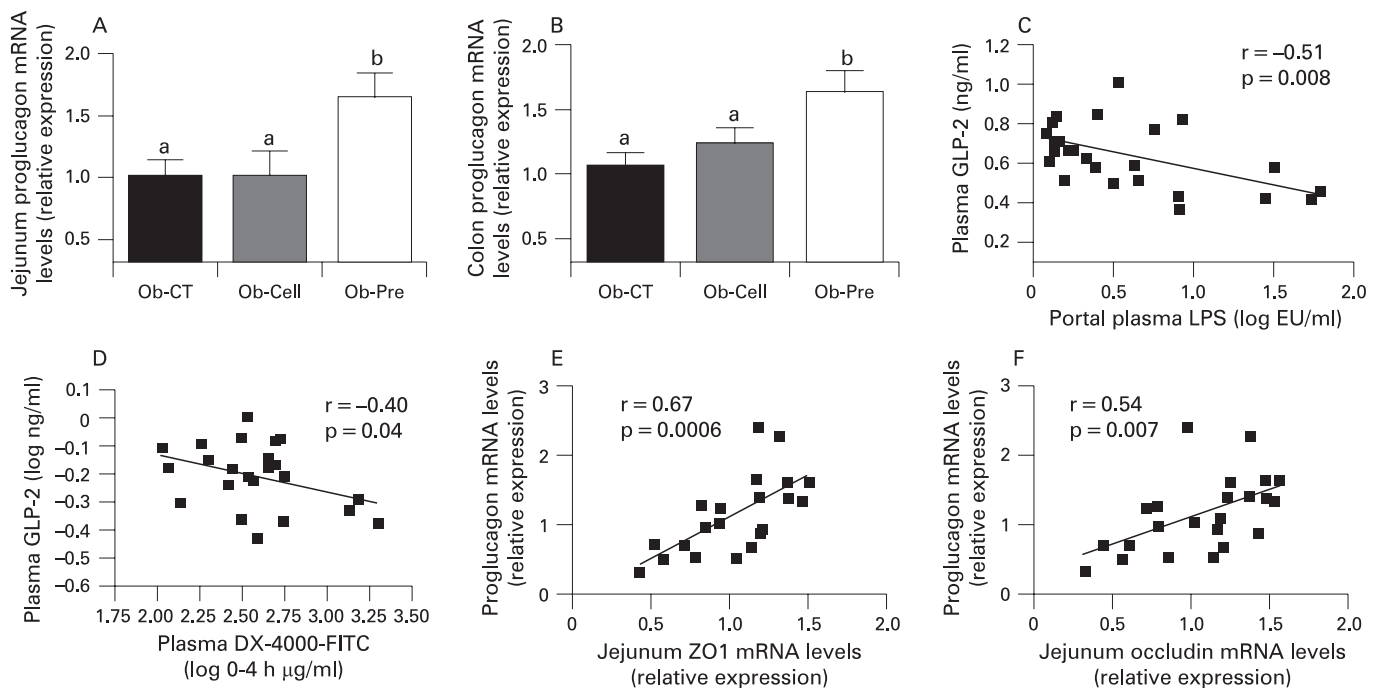 A
Jejunum proglucagon mRNA
levels (relative expression)
2.0
1.5
1.0
0.5
a
a
b
Ob-CT
Ob-Cell
Ob-Pre
B
Colon proglucagon mRNA
levels (relative expression)
2.0
1.5
1.0
0.5
a
a
b
Ob-CT
Ob-Cell
Ob-Pre
C
Plasma GLP-2 (ng/ml)
1.2
1.0
0.8
0.6
0.4
0.2
r = –0.51
p = 0.008
0
0.5
1.0
1.5
2.0
Portal plasma LPS (log EU/ml)
D
Plasma GLP-2 (log ng/ml)
0.1
0
–0.1
–0.2
–0.3
–0.4
–0.5
–0.6
r = –0.40
p = 0.04
1.75
2.00
2.25
2.50
2.75
3.00
3.25
3.50
Plasma DX-4000-FITC
(log 0-4 h μg/ml)
E
Proglucagon mRNA levels
(relative expression)
3
2
1
0
r = 0.67
p = 0.0006
0
0.5
1.0
1.5
2.0
Jejunum ZO1 mRNA levels
(relative expression)
F
Proglucagon mRNA levels
(relative expression)
3
2
1
0
r = 0.54
p = 0.007
0
0.5
1.0
1.5
2.0
Jejunum occludin mRNA levels
(relative expression)